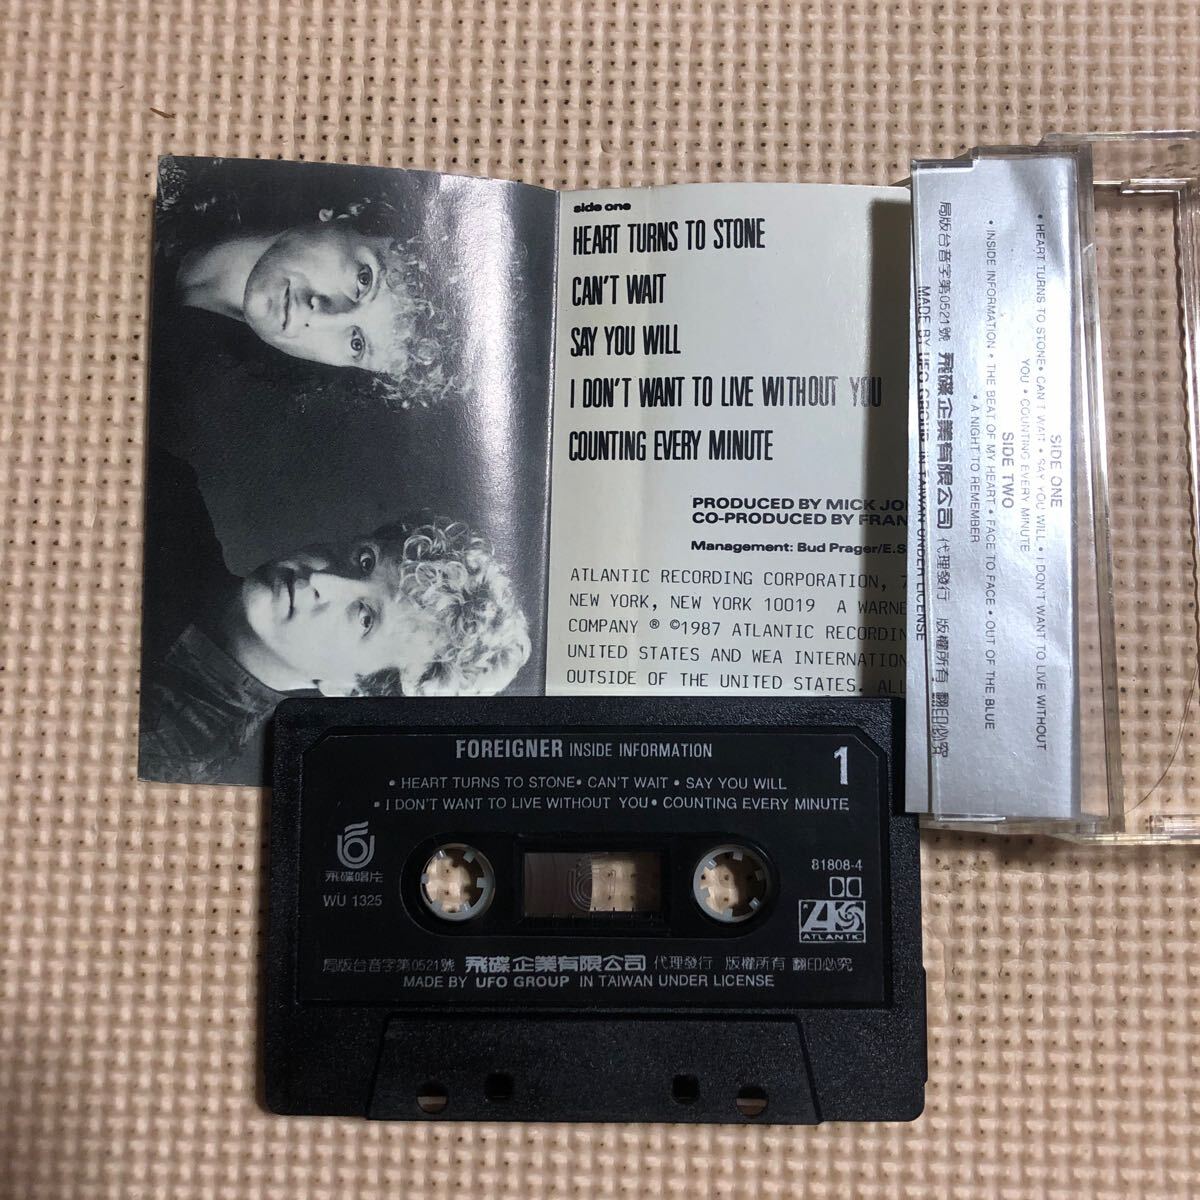 side one
HEART TURNS TO STONE
CAN'T WAIT
SAY YOU WILL
I DON'T WANT TO LIVE WITHOUT YOU
COUNTING EVERY MINUTE
PRODUCED BY MICK
CO-PRODUCED BY
Management: Bud Prager/
ATLANTIC RECORDING CORPORATION,
NEW YORK, NEW YORK 10019 A
COMPANY ℗ ©1987 ATLANTIC
UNITED STATES AND WEA
OUTSIDE OF THE UNITED STATES. ALL
SIDE ONE
• HEART TURNS TO STONE • CAN'T WAIT • SAY YOU WILL • I DON'T WANT TO LIVE WITHOUT
YOU • COUNTING EVERY MINUTE
SIDE TWO
• INSIDE INFORMATION • THE BEAT OF MY HEART • FACE TO FACE • OUT OF THE BLUE
• A NIGHT TO REMEMBER
局版台音字第0521號 飛碟企業有限公司 代理發行 版權所有 翻印必究
MADE BY UFO GROUP IN TAIWAN UNDER LICENSE
FOREIGNER INSIDE INFORMATION
1
• HEART TURNS TO STONE • CAN'T WAIT • SAY YOU WILL
• I DON'T WANT TO LIVE WITHOUT YOU • COUNTING EVERY MINUTE
飛碟唱片
WU 1325
81808-4
ATLANTIC
局版台音字第0521號 飛碟企業有限公司 代理發行 版權所有 翻印必究
MADE BY UFO GROUP IN TAIWAN UNDER LICENSE